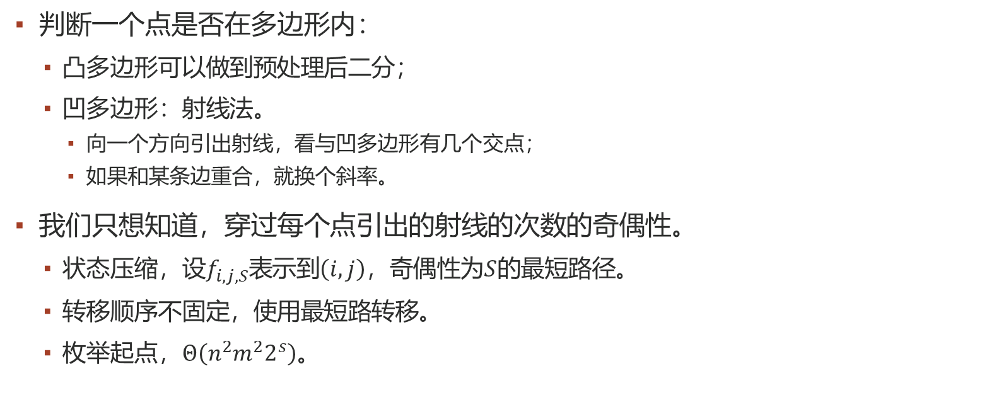 ▪ 判断一个点是否在多边形内：
▪ 凸多边形可以做到预处理后二分；
▪ 凹多边形：射线法。
▪ 向一个方向引出射线，看与凹多边形有几个交点；
▪ 如果和某条边重合，就换个斜率。
▪ 我们只想知道，穿过每个点引出的射线的次数的奇偶性。
▪ 状态压缩，设$f_{i,j,S}$表示到$(i,j)$，奇偶性为$S$的最短路径。
▪ 转移顺序不固定，使用最短路转移。
▪ 枚举起点，$\Theta(n^2m^22^s)$。